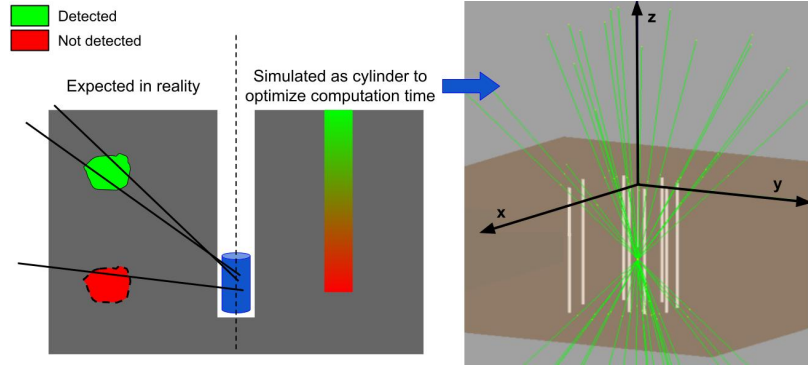 Detected
Not detected
Expected in reality
Simulated as cylinder to
optimize computation time
z
x
y